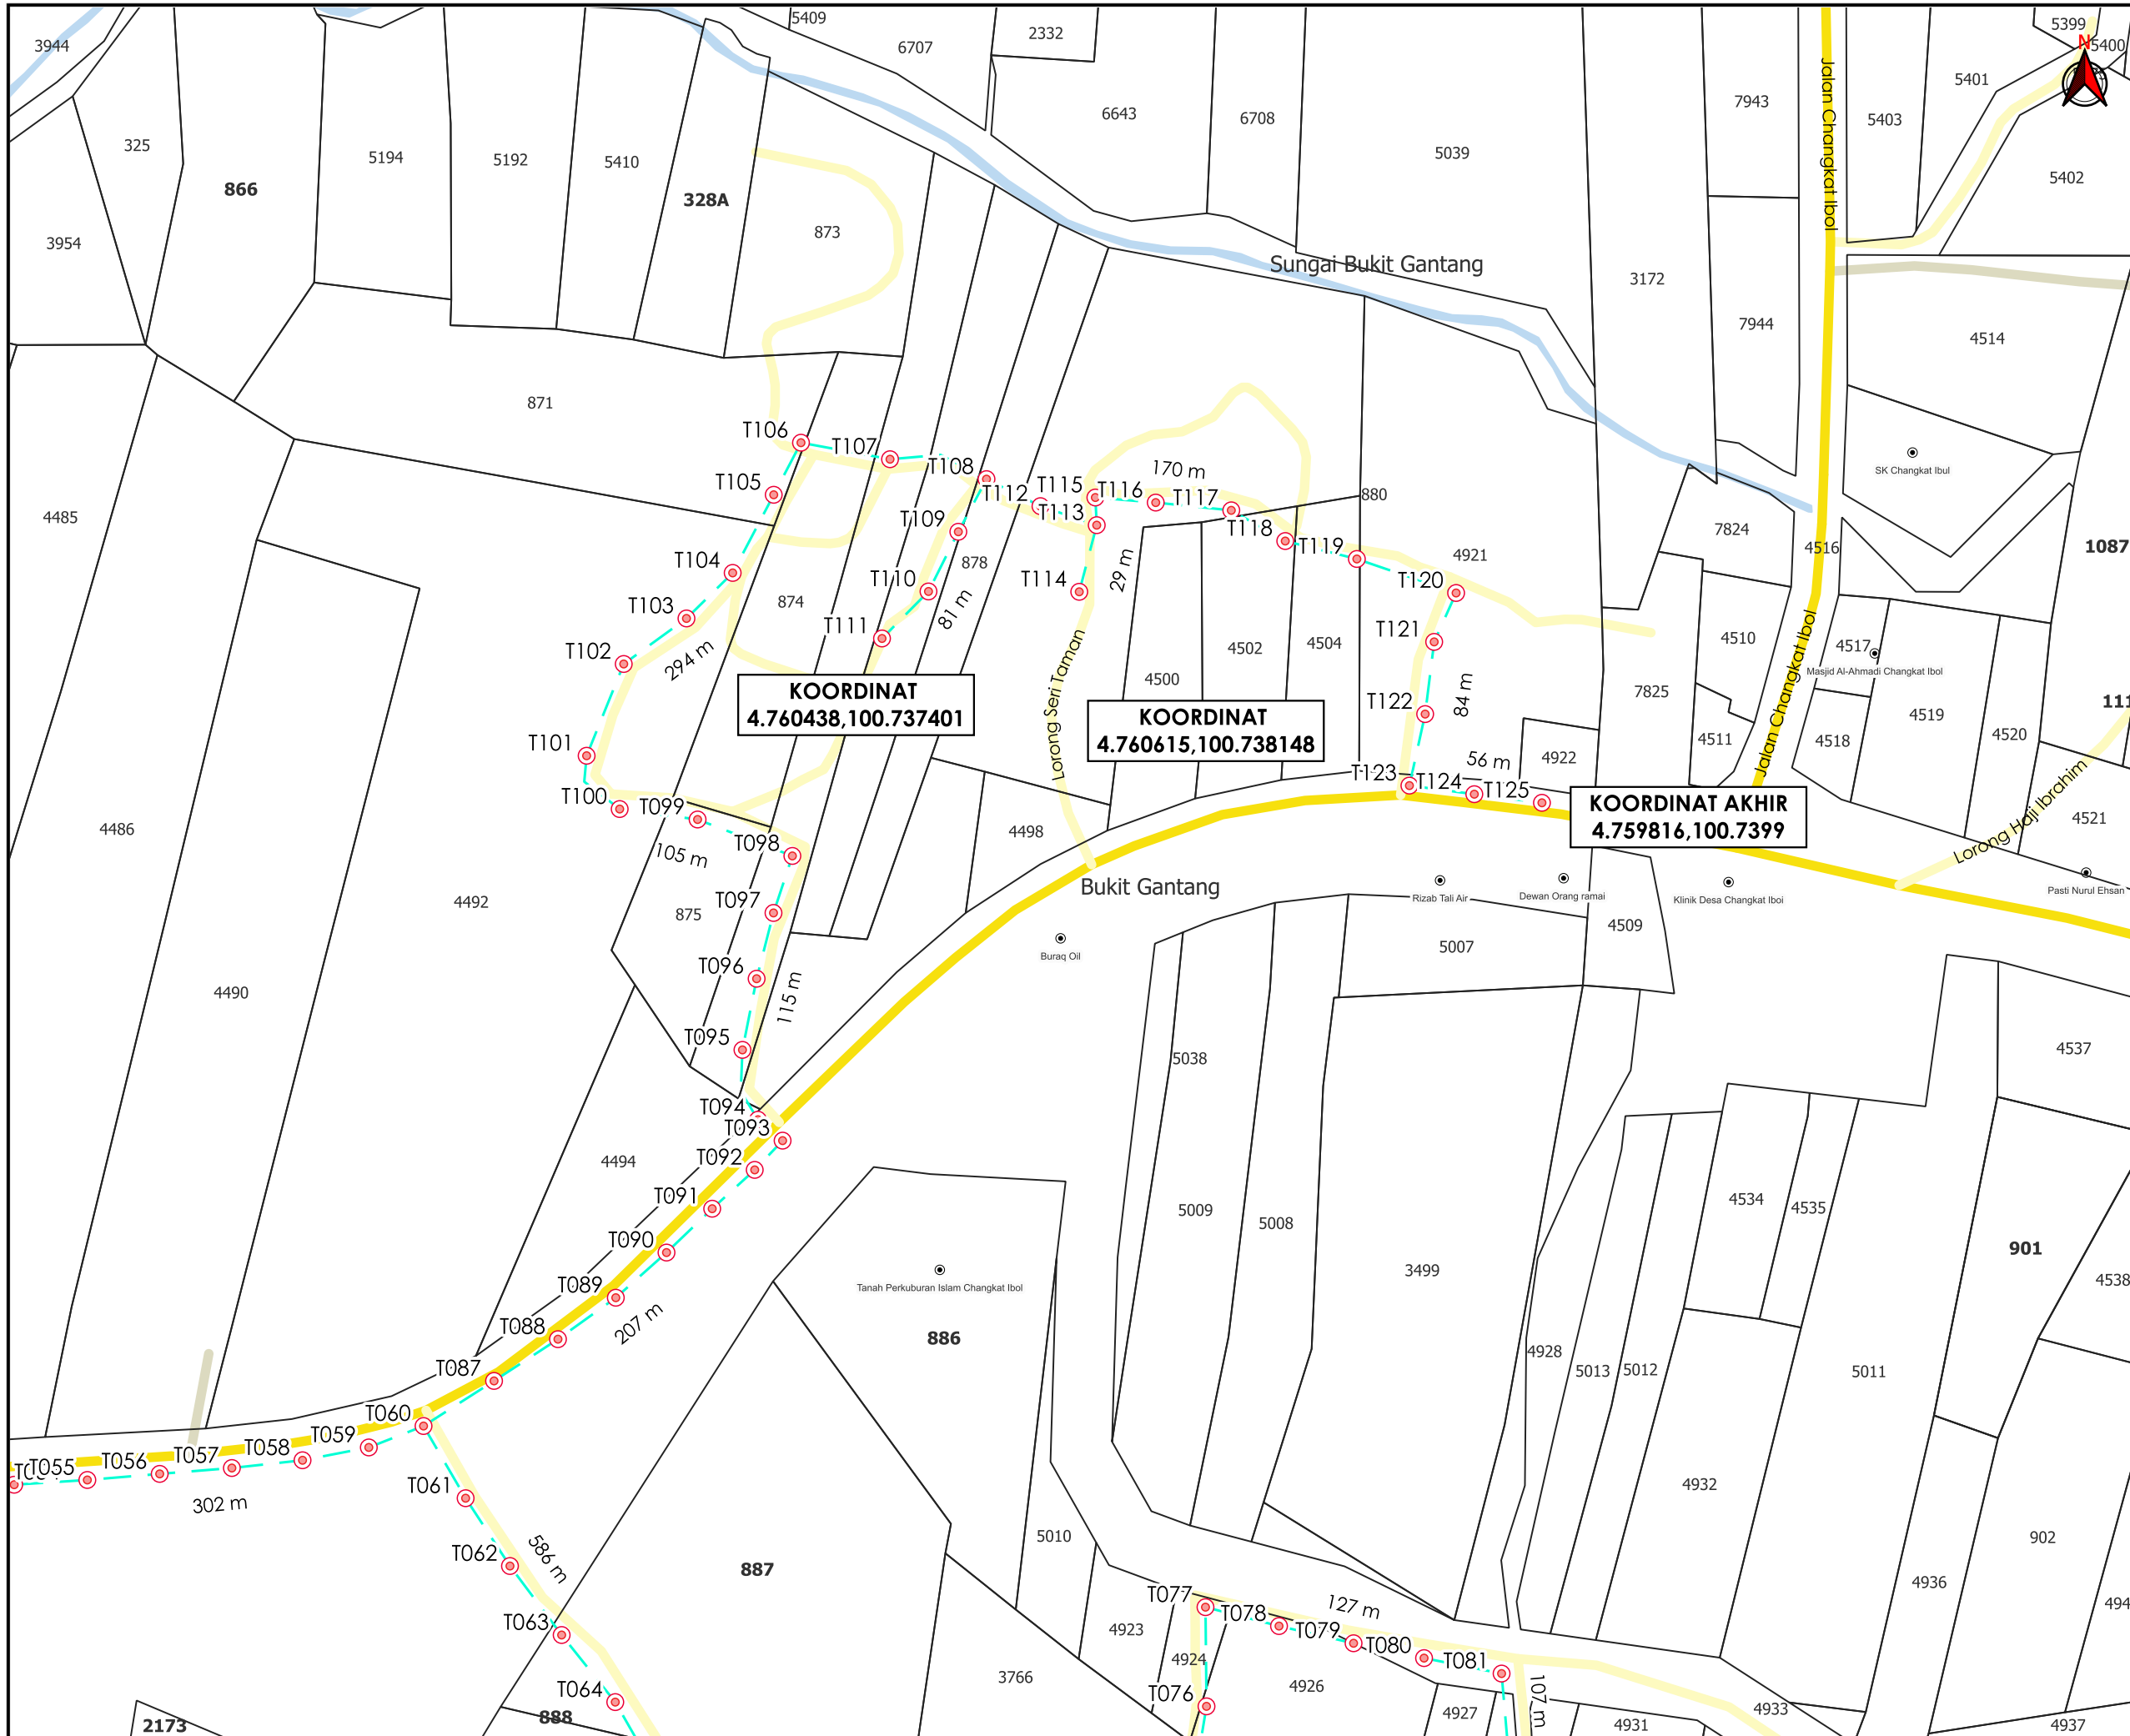 5409
6707
2332
5399
N
5400
3944
5401
7943
5403
6643
6708
Jalan Changkat Ibol
325
5194
5192
5410
5039
5402
866
328A
873
3954
Sungai Bukit Gantang
3172
7944
4514
871
T106
T107
T108
T105
T112
T115
T116
170 m
T117
880
SK Changkat Ibul
4485
T109
T113
T118
T119
7824
4516
1087
T104
878
4921
T110
T114
29 m
T120
T103
874
81 m
T111
T121
4510
T102
294 m
4502
4504
4517
Masjid Al-Ahmadi Changkat Ibol
Lorong Seri Taman
4500
84 m
7825
Jalan Changkat Ibol
KOORDINAT
4.760438,100.737401
KOORDINAT
4.760615,100.738148
T122
4519
4520
T101
4511
4518
56 m
4922
T123
T124
T125
T100
T099
KOORDINAT AKHIR
4.759816,100.7399
Lorong Haji Ibrahim
4521
4486
4498
T098
105 m
Bukit Gantang
Rizab Tali Air
Dewan Orang ramai
Klinik Desa Changkat Iboi
Pasti Nurul Ehsan
4492
875
T097
4509
5007
Buraq Oil
T096
115 m
4490
T095
5038
4537
T094
T093
T092
4494
T091
4534
4535
5009
5008
T090
901
3499
T089
Tanah Perkuburan Islam Changkat Ibol
4538
T088
207 m
886
T087
4928
5013
5012
5011
T060
T059
T058
T057
T056
T055
302 m
T061
4932
586 m
5010
902
T062
887
4936
T077
T078
127 m
T079
T080
T081
T063
4923
4924
3766
4926
T064
T076
107 m
888
4927
4933
2173
4931
4937